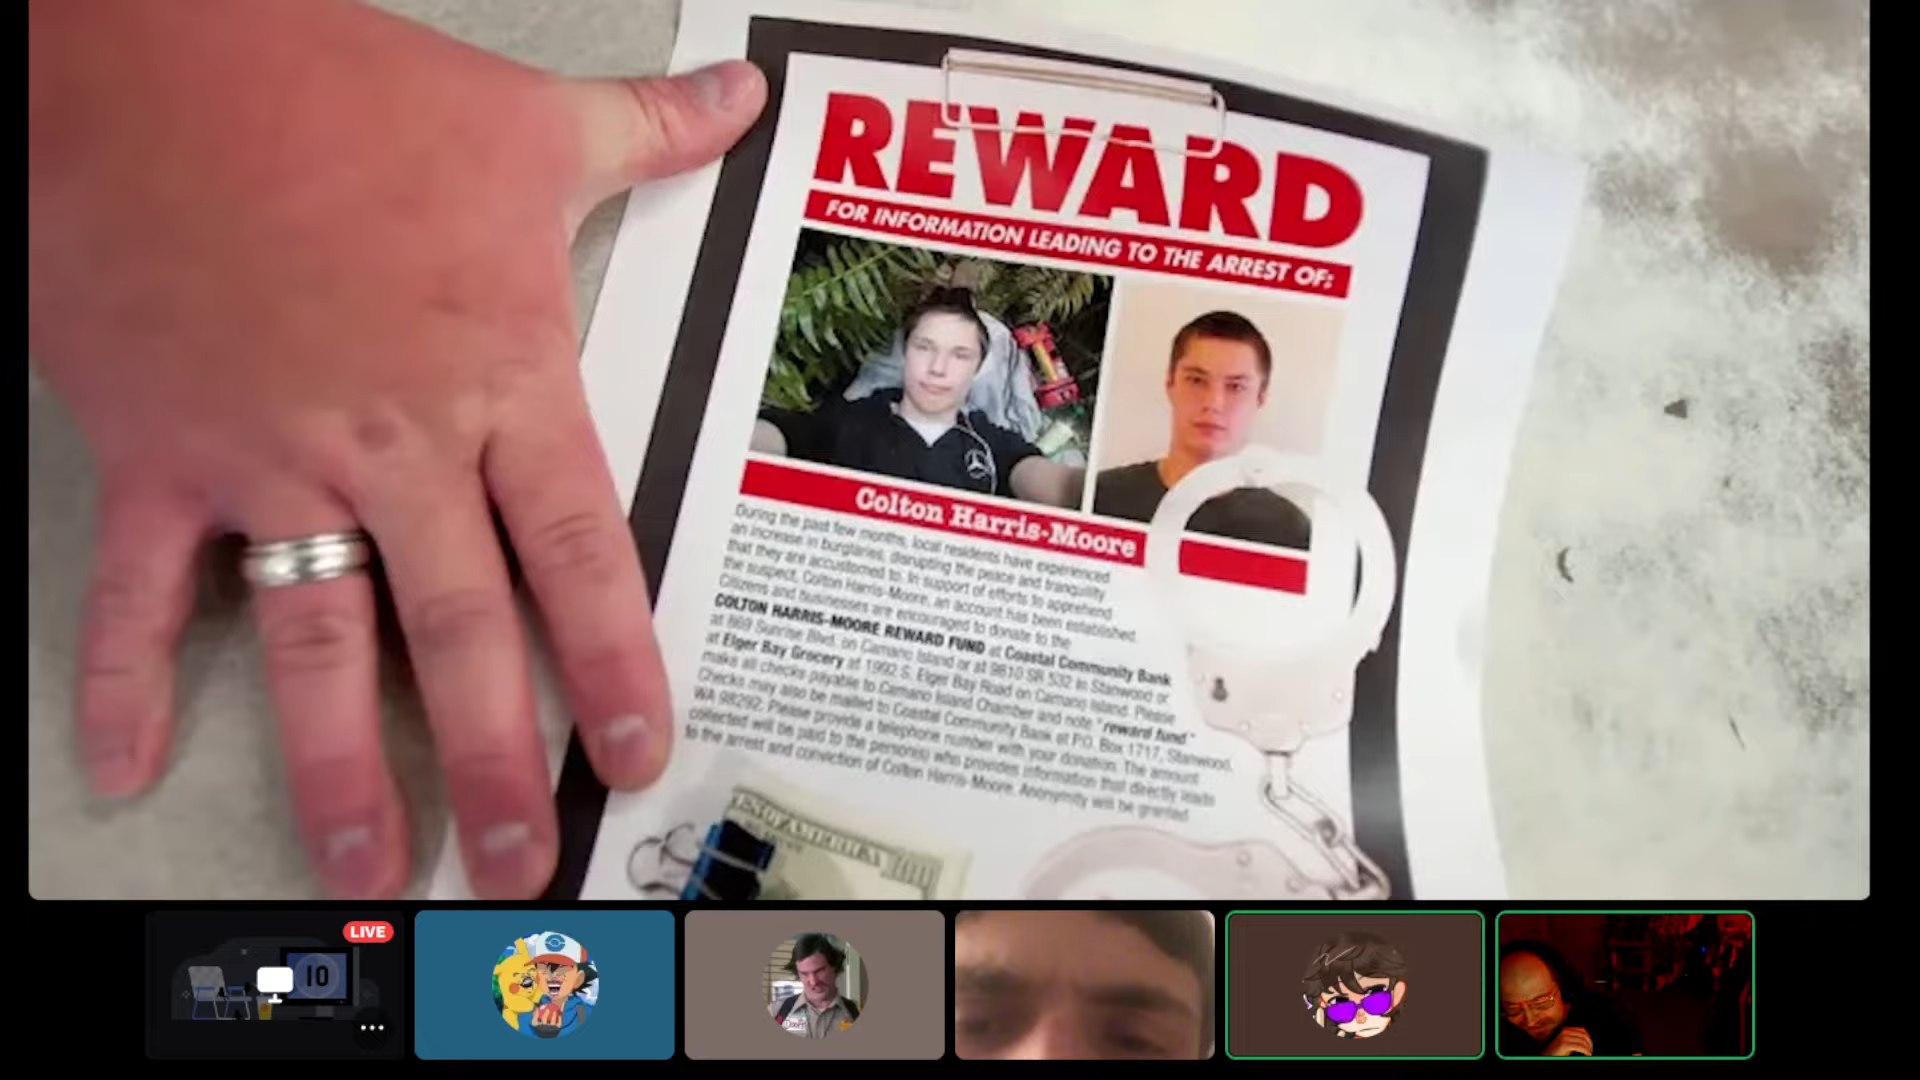 REWARD
FOR INFORMATION LEADING TO THE ARREST OF:
Colton Harris-Moore
During the past few months, local residents have experienced
an increase in burglaries, disrupting the peace and tranquility
that they are accustomed to. In support of efforts to apprehend
the suspect, Colton Harris-Moore, an account has been established.
Citizens and businesses are encouraged to donate to the
COLTON HARRIS-MOORE REWARD FUND at Coastal Community Bank
at 669 Sunrise Blvd. on Camano Island or at 9810 SR 532 in Stanwood or
at Elger Bay Grocery at 1992 S. Elger Bay Road on Camano Island. Please
make all checks payable to Camano Island Chamber and note "reward fund."
Checks may also be mailed to Coastal Community Bank at P.O. Box 1717, Stanwood,
WA 98292. Please provide a telephone number with your donation. The amount
collected will be paid to the person(s) who provides information that directly leads
to the arrest and conviction of Colton Harris-Moore. Anonymity will be granted
LIVE
10